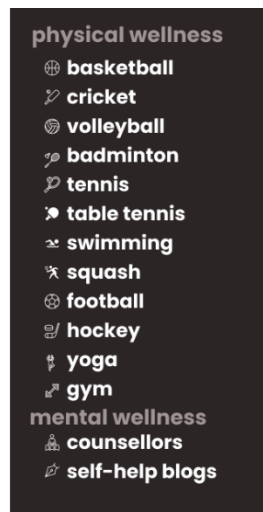 physical wellness
basketball
cricket
volleyball
badminton
tennis
table tennis
swimming
squash
football
hockey
yoga
gym
mental wellness
counsellors
self-help blogs